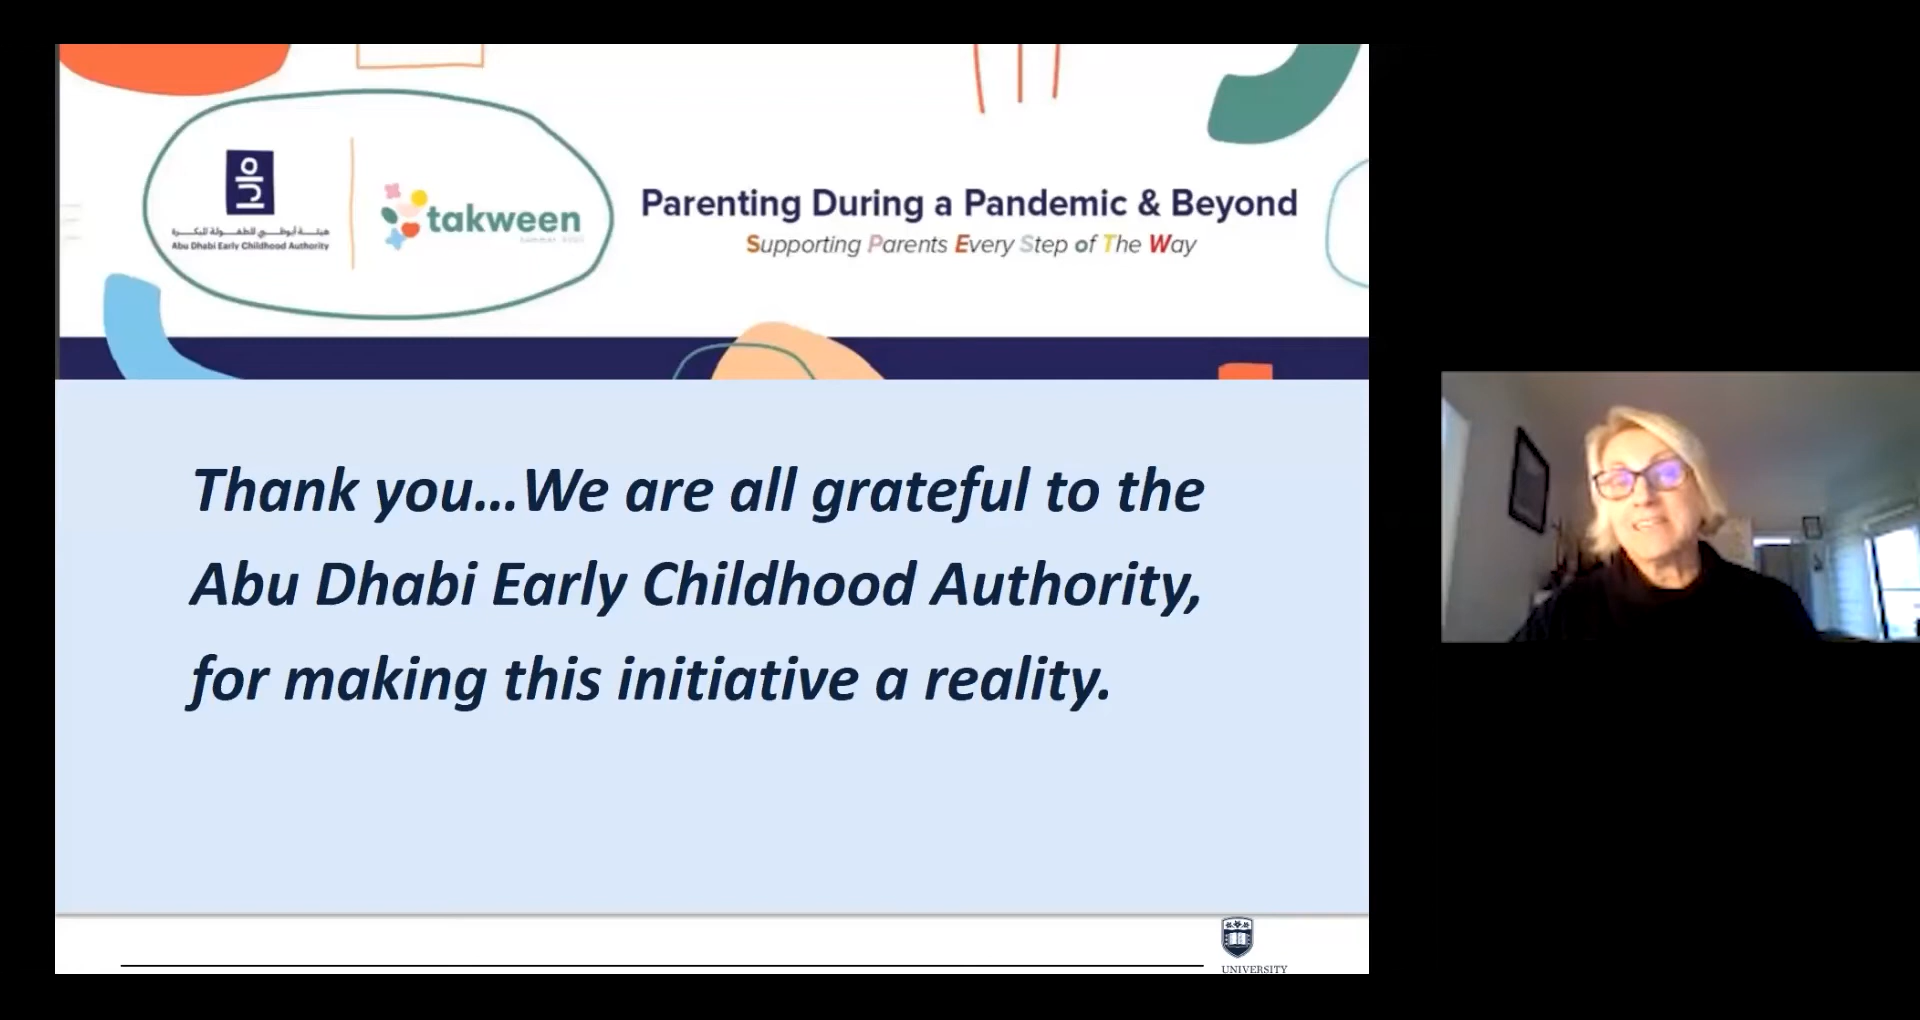 هيئة أبوظبي للطفولة المبكرة
Abu Dhabi Early Childhood Authority
takween
Parenting During a Pandemic & Beyond
Supporting Parents Every Step of The Way
Thank you...We are all grateful to the
Abu Dhabi Early Childhood Authority,
for making this initiative a reality.
UNIVERSITY